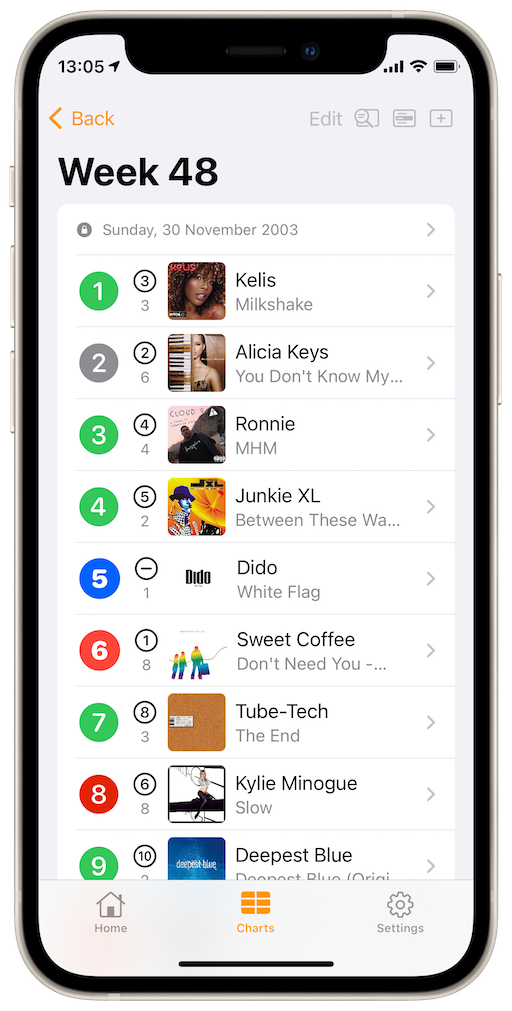 13:05
Back
Edit
Week 48
Sunday, 30 November 2003
1
3
3
KELIS
Kelis
Milkshake
2
2
6
Alicia Keys
You Don't Know My...
3
4
4
CLOUD 9
Ronnie
MHM
4
5
2
JXL
Junkie XL
Between These Wa...
5
1
DIDO
Dido
White Flag
6
1
8
Sweet Coffee
Don't Need You -...
7
8
3
Tube-Tech
The End
8
6
8
Kylie Minogue
Slow
9
10
deepest blue
Deepest Blue
Deepest Blue (Origi
Home
Charts
Settings